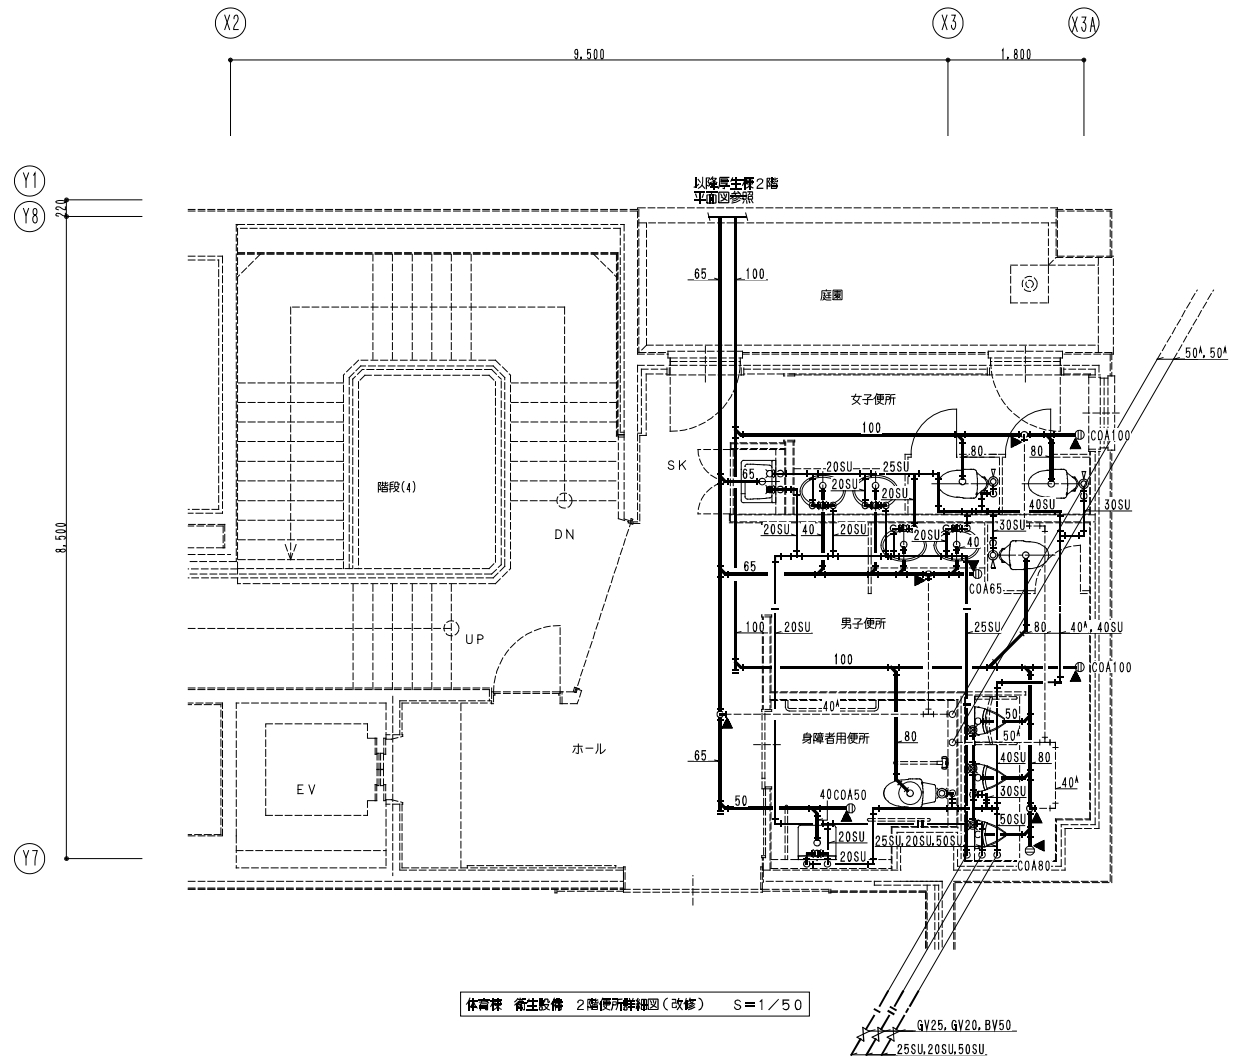 X2
X3
X3A
9,500
1,800
Y1
Y8
220
8,500
Y7
以降厚生棟2階
平面図参照
65
100
庭園
50A,50A
女子便所
100
COA100
80
80
SK
65
20SU
25SU
20SU
20SU
40SU
30SU
階段(4)
DN
20SU
40
20SU
20SU
40
30SU
65
COA65
UP
100
20SU
男子便所
25SU
80
40A,40SU
100
COA100
40A
50
50A
ホール
身障者用便所
80
65
40SU
80
EV
30SU
40A
50
40
COA50
50SU
20SU
25SU,20SU,50SU
20SU
COA80
体育棟 衛生設備 2階便所詳細図(改修) S=1/50
GV25,GV20,BV50
25SU,20SU,50SU